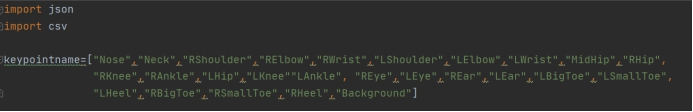 import json
import csv
keypointname=["Nose","Neck","RShoulder","RElbow","RWrist","LShoulder","LElbow","LWrist","MidHip","RHip",
"RKnee","RAnkle","LHip","LKnee""LAnkle", "REye","LEye","REar","LEar","LBigToe","LSmallToe",
"LHeel","RBigToe","RSmallToe","RHeel","Background"]